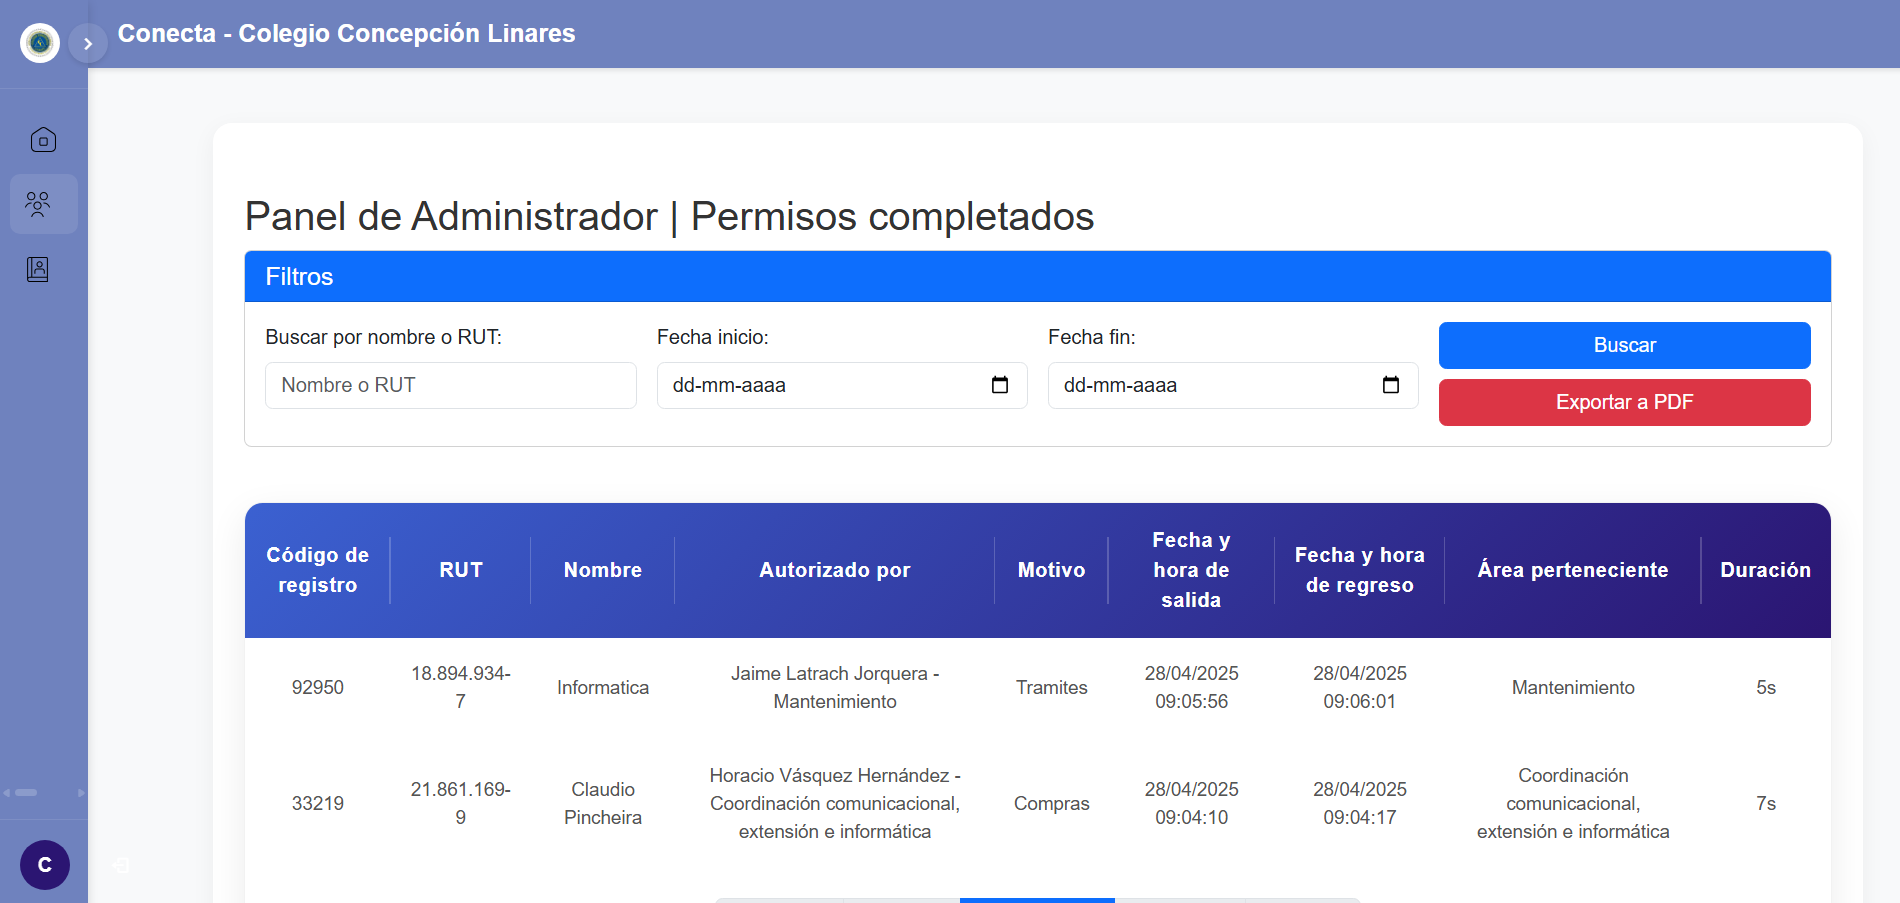 Conecta - Colegio Concepción Linares
Panel de Administrador | Permisos completados
Filtros
Buscar por nombre o RUT:
Fecha inicio:
Fecha fin:
Nombre o RUT
dd-mm-aaaa
dd-mm-aaaa
Buscar
Exportar a PDF
Código de
registro
RUT
Nombre
Autorizado por
Motivo
Fecha y
hora de
salida
Fecha y hora
de regreso
Área perteneciente
Duración
92950
18.894.934-
7
Informatica
Jaime Latrach Jorquera -
Mantenimiento
Tramites
28/04/2025
09:05:56
28/04/2025
09:06:01
Mantenimiento
5s
33219
21.861.169-
9
Claudio
Pincheira
Horacio Vásquez Hernández -
Coordinación comunicacional,
extensión e informática
Compras
28/04/2025
09:04:10
28/04/2025
09:04:17
Coordinación
comunicacional,
extensión e informática
7s
C